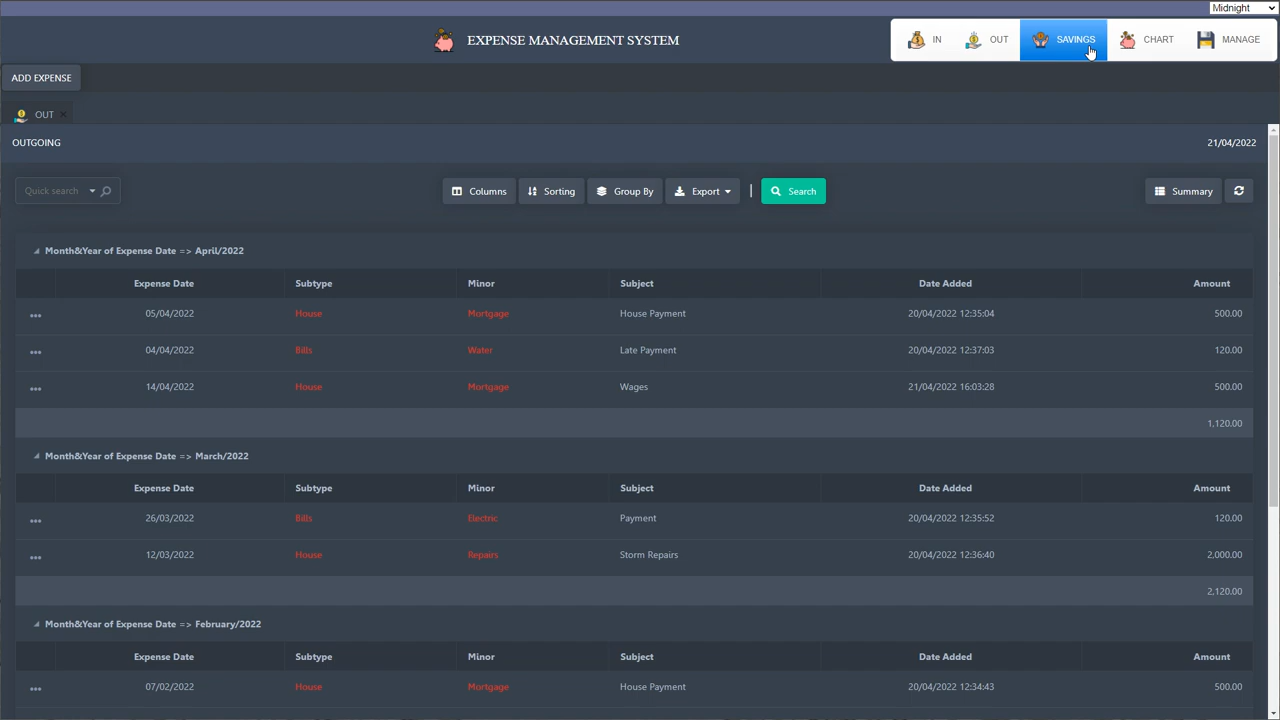 Midnight
EXPENSE MANAGEMENT SYSTEM
IN OUT SAVINGS CHART MANAGE
ADD EXPENSE
OUT ×
OUTGOING 21/04/2022
Quick search Columns Sorting Group By Export | Search Summary
Month&Year of Expense Date => April/2022
Expense Date Subtype Minor Subject Date Added Amount
••• 05/04/2022 House Mortgage House Payment 20/04/2022 12:35:04 500.00
••• 04/04/2022 Bills Water Late Payment 20/04/2022 12:37:03 120.00
••• 14/04/2022 House Mortgage Wages 21/04/2022 16:03:28 500.00
1,120.00
Month&Year of Expense Date => March/2022
Expense Date Subtype Minor Subject Date Added Amount
••• 26/03/2022 Bills Electric Payment 20/04/2022 12:35:52 120.00
••• 12/03/2022 House Repairs Storm Repairs 20/04/2022 12:36:40 2,000.00
2,120.00
Month&Year of Expense Date => February/2022
Expense Date Subtype Minor Subject Date Added Amount
••• 07/02/2022 House Mortgage House Payment 20/04/2022 12:34:43 500.00